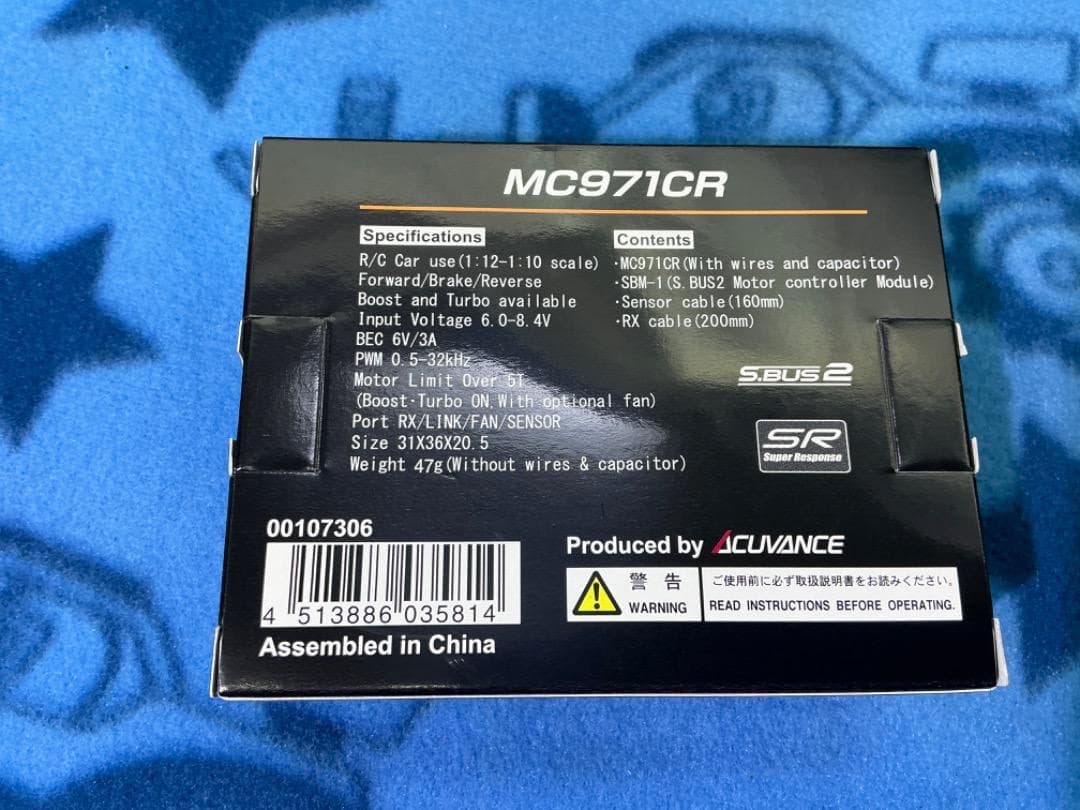 MC971CR
Specifications
R/C Car use(1:12-1:10 scale)
Forward/Brake/Reverse
Boost and Turbo available
Input Voltage 6.0-8.4V
BEC 6V/3A
PWM 0.5-32kHz
Motor Limit Over 5T
(Boost·Turbo ON,With optional fan)
Port RX/LINK/FAN/SENSOR
Size 31X36X20.5
Weight 47g(Without wires & capacitor)
Contents
·MC971CR(With wires and capacitor)
·SBM-1(S.BUS2 Motor controller Module)
·Sensor cable(160mm)
·RX cable(200mm)
S.BUS2
SR
Super Response
00107306
4 513886 035814
Assembled in China
Produced by ACUVANCE
警告
WARNING
ご使用前に必ず取扱説明書をお読みください。
READ INSTRUCTIONS BEFORE OPERATING.